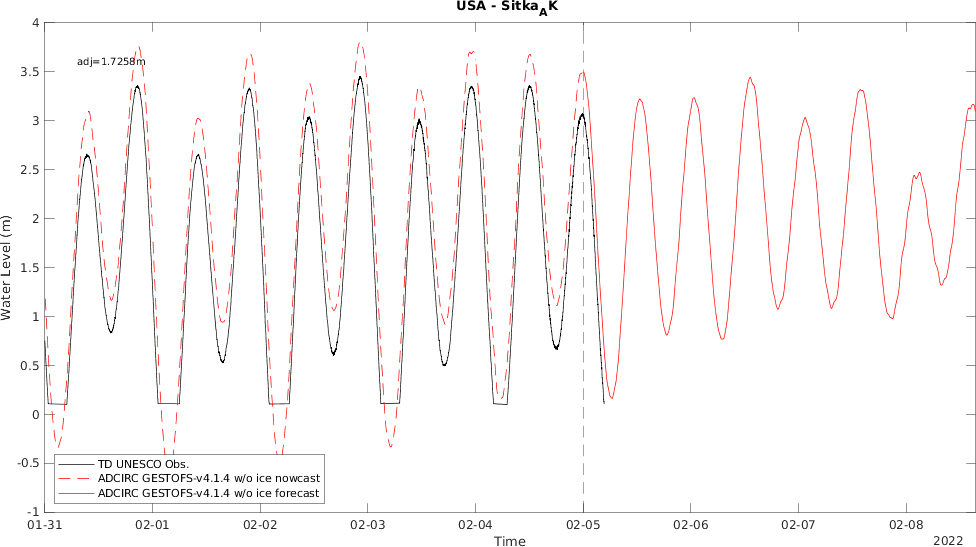 USA - Sitka_AK
adj=1.7258m
4
3.5
3
2.5
2
1.5
1
0.5
0
-0.5
-1
Water Level (m)
TD UNESCO Obs.
ADCIRC GESTOFS-v4.1.4 w/o ice nowcast
ADCIRC GESTOFS-v4.1.4 w/o ice forecast
01-31 02-01 02-02 02-03 02-04 02-05 02-06 02-07 02-08
Time
2022